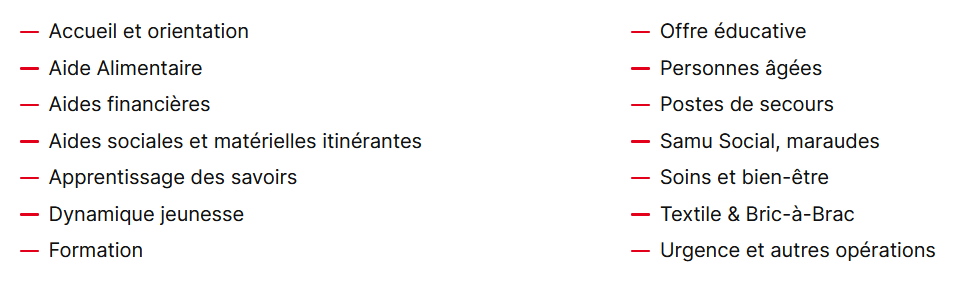 Accueil et orientation
Aide Alimentaire
Aides financières
Aides sociales et matérielles itinérantes
Apprentissage des savoirs
Dynamique jeunesse
Formation
Offre éducative
Personnes âgées
Postes de secours
Samu Social, maraudes
Soins et bien-être
Textile & Bric-à-Brac
Urgence et autres opérations